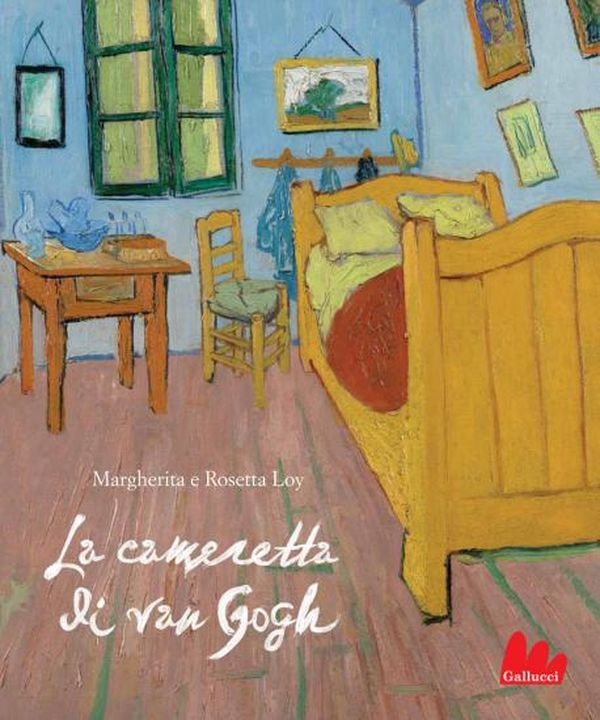 Margherita e Rosetta Loy
La cameretta
di van Gogh
Gallucci